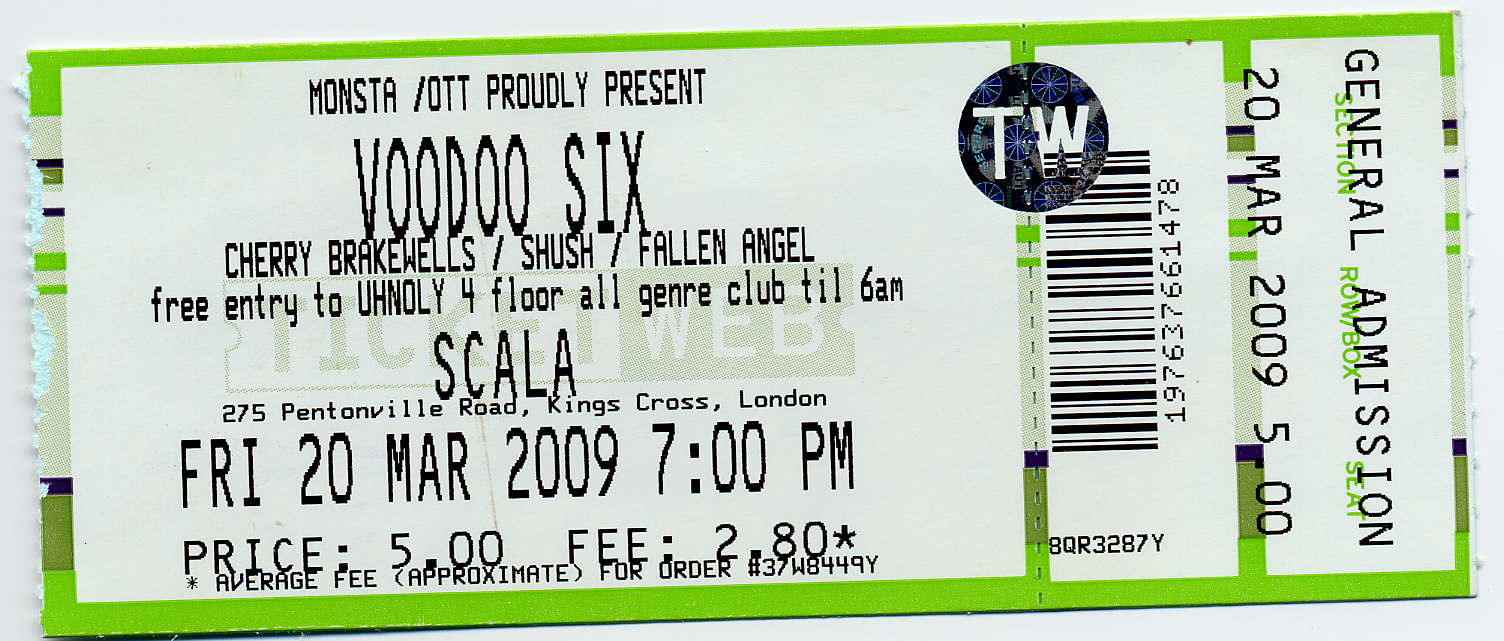 MONSTA /OTT PROUDLY PRESENT
VOODOO SIX
CHERRY BRAKEWELLS / SHUSH / FALLEN ANGEL
free entry to UHNOLY 4 floor all genre club til 6am
TICKETWEB
SCALA
275 Pentonville Road, Kings Cross, London
FRI 20 MAR 2009 7:00 PM
PRICE: 5.00 FEE: 2.80*
* AVERAGE FEE (APPROXIMATE) FOR ORDER #37W8449Y
TW
197637661478
8QR3287Y
20 MAR 2009 5.00
GENERAL ADMISSION
SECTION ROW/BOX SEAT